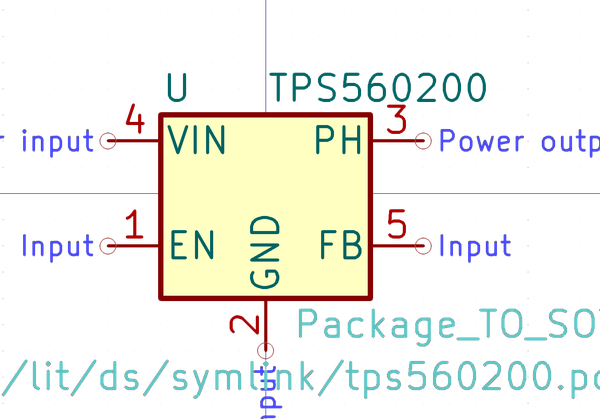 U TPS560200
4 3
r input VIN PH Power outp
1 5
Input EN GND FB Input
2
Package_TO_SO
/lit/ds/symlink/tps560200.p
nput